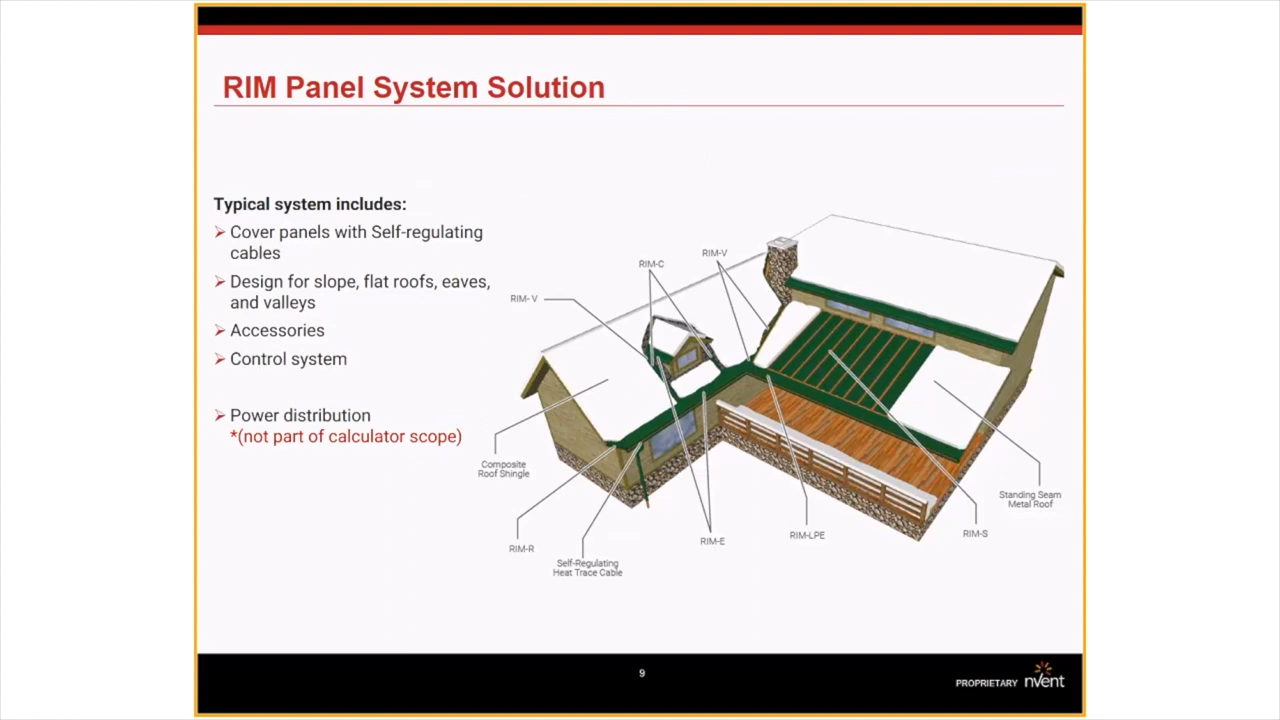 RIM Panel System Solution
Typical system includes:
Cover panels with Self-regulating
cables
Design for slope, flat roofs, eaves,
and valleys
Accessories
Control system
Power distribution
*(not part of calculator scope)
RIM-V
RIM-C
RIM- V
Composite
Roof Shingle
RIM-R
Self-Regulating
Heat Trace Cable
RIM-E
RIM-LPE
RIM-S
Standing Seam
Metal Roof
9
PROPRIETARY nVent